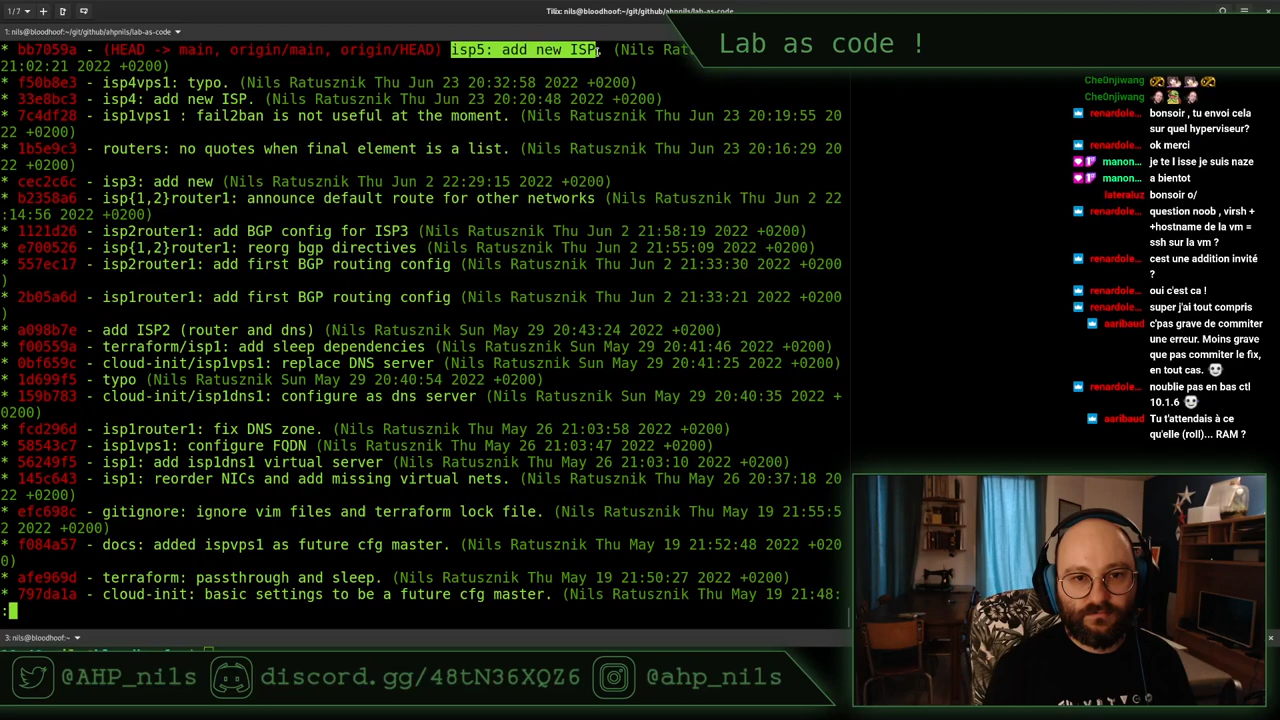 1/7
Tilix: nils@bloodhoof:~/git/github/ahpnils/lab-as-code
1: nils@bloodhoof:~/git/github/ahpnils/lab-as-code
* bb7059a - (HEAD -> main, origin/main, origin/HEAD) isp5: add new ISP. (Nils Rat
21:02:21 2022 +0200)
* f50b8e3 - isp4vps1: typo. (Nils Ratusznik Thu Jun 23 20:32:58 2022 +0200)
* 33e8bc3 - isp4: add new ISP. (Nils Ratusznik Thu Jun 23 20:20:48 2022 +0200)
* 7c4df28 - isp1vps1 : fail2ban is not useful at the moment. (Nils Ratusznik Thu Jun 23 20:19:55 20
22 +0200)
* 1b5e9c3 - routers: no quotes when final element is a list. (Nils Ratusznik Thu Jun 23 20:16:29 20
22 +0200)
* cec2c6c - isp3: add new (Nils Ratusznik Thu Jun 2 22:29:15 2022 +0200)
* b2358a6 - isp{1,2}router1: announce default route for other networks (Nils Ratusznik Thu Jun 2 22
:14:56 2022 +0200)
* 1121d26 - isp2router1: add BGP config for ISP3 (Nils Ratusznik Thu Jun 2 21:58:19 2022 +0200)
* e700526 - isp{1,2}router1: reorg bgp directives (Nils Ratusznik Thu Jun 2 21:55:09 2022 +0200)
* 557ec17 - isp2router1: add first BGP routing config (Nils Ratusznik Thu Jun 2 21:33:30 2022 +0200
)
* 2b05a6d - isp1router1: add first BGP routing config (Nils Ratusznik Thu Jun 2 21:33:21 2022 +0200
)
* a098b7e - add ISP2 (router and dns) (Nils Ratusznik Sun May 29 20:43:24 2022 +0200)
* f00559a - terraform/isp1: add sleep dependencies (Nils Ratusznik Sun May 29 20:41:46 2022 +0200)
* 0bf659c - cloud-init/isp1vps1: replace DNS server (Nils Ratusznik Sun May 29 20:41:25 2022 +0200)
* 1d699f5 - typo (Nils Ratusznik Sun May 29 20:40:54 2022 +0200)
* 159b783 - cloud-init/isp1dns1: configure as dns server (Nils Ratusznik Sun May 29 20:40:35 2022 +
0200)
* fcd296d - isp1router1: fix DNS zone. (Nils Ratusznik Thu May 26 21:03:58 2022 +0200)
* 58543c7 - isp1vps1: configure FQDN (Nils Ratusznik Thu May 26 21:03:47 2022 +0200)
* 56249f5 - isp1: add isp1dns1 virtual server (Nils Ratusznik Thu May 26 21:03:10 2022 +0200)
* 145c643 - isp1: reorder NICs and add missing virtual nets. (Nils Ratusznik Thu May 26 20:37:18 20
22 +0200)
* efc698c - gitignore: ignore vim files and terraform lock file. (Nils Ratusznik Thu May 19 21:55:5
2 2022 +0200)
* f084a57 - docs: added ispvps1 as future cfg master. (Nils Ratusznik Thu May 19 21:52:48 2022 +020
0)
* afe969d - terraform: passthrough and sleep. (Nils Ratusznik Thu May 19 21:50:27 2022 +0200)
* 797da1a - cloud-init: basic settings to be a future cfg master. (Nils Ratusznik Thu May 19 21:48:
:
3: nils@bloodhoof:~
Lab as code !
Che0njiwang
Che0njiwang
renardole… bonsoir , tu envoi cela
sur quel hyperviseur?
renardole… ok merci
manon… je te l isse je suis naze
manon… a bientot
fateraluz bonsoir o/
renardole… question noob , virsh +
+hostname de la vm =
ssh sur la vm ?
renardole… cest une addition invité
?
renardole… oui c'est ca !
renardole… super j'ai tout compris
aaribaud c'pas grave de commiter
une erreur. Moins grave
que pas commiter le fix,
en tout cas.
renardole… noublie pas en bas ctl
10.1.6
aaribaud Tu t'attendais à ce
qu'elle (roll)... RAM ?
@AHP_nils
discord.gg/48tN36XQZ6
@ahp_nils